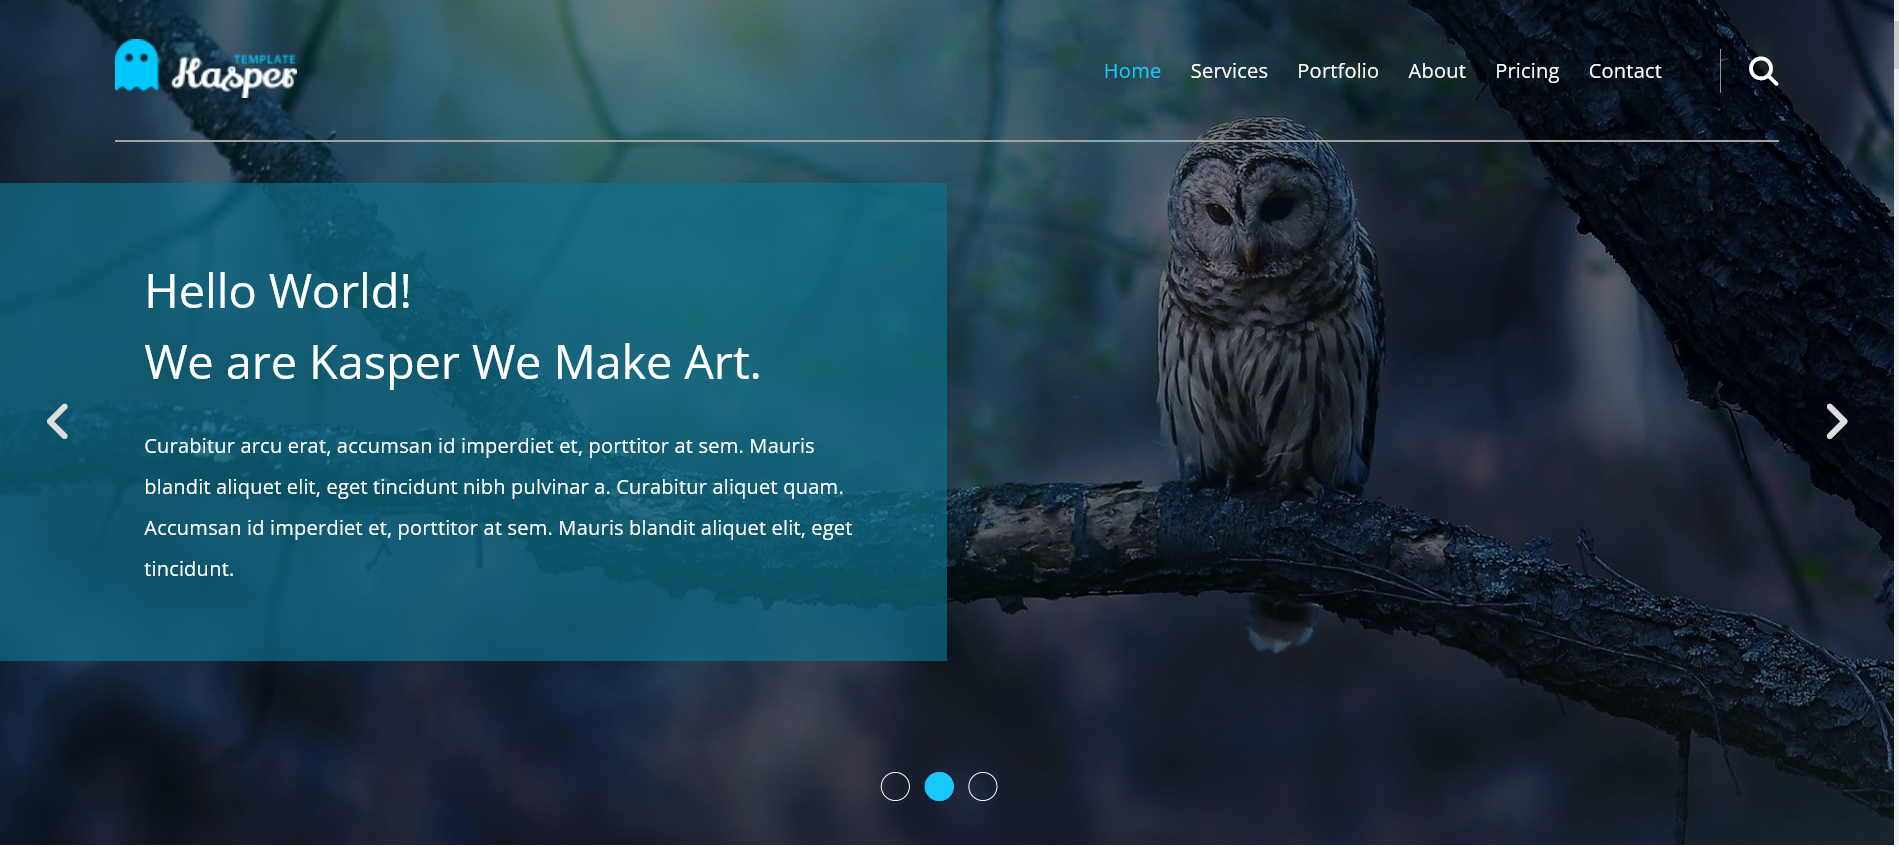 TEMPLATE
Kasper
Home Services Portfolio About Pricing Contact
Hello World!
We are Kasper We Make Art.
Curabitur arcu erat, accumsan id imperdiet et, porttitor at sem. Mauris
blandit aliquet elit, eget tincidunt nibh pulvinar a. Curabitur aliquet quam.
Accumsan id imperdiet et, porttitor at sem. Mauris blandit aliquet elit, eget
tincidunt.